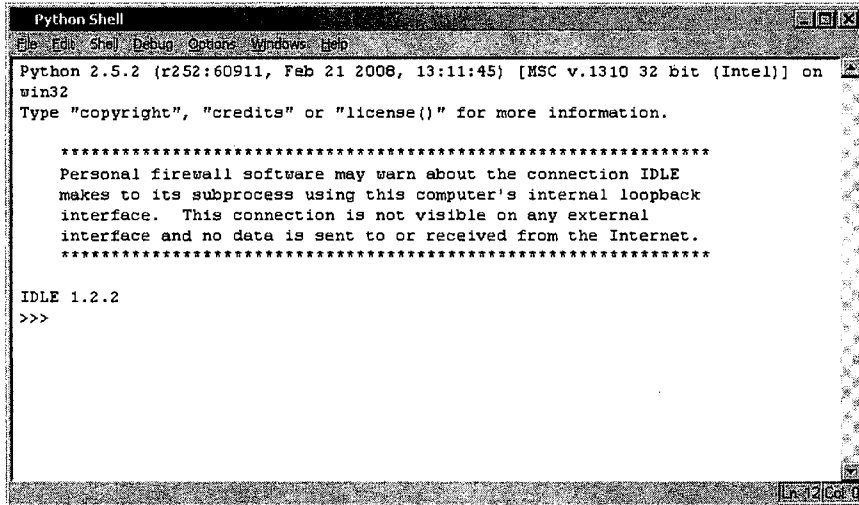 Python Shell
File Edit Shell Debug Options Windows Help
Python 2.5.2 (r252:60911, Feb 21 2008, 13:11:45) [MSC v.1310 32 bit (Intel)] on
win32
Type "copyright", "credits" or "license()" for more information.
****************************************************************
Personal firewall software may warn about the connection IDLE
makes to its subprocess using this computer's internal loopback
interface.  This connection is not visible on any external
interface and no data is sent to or received from the Internet.
****************************************************************
IDLE 1.2.2
>>>
Ln: 12 Col: 0